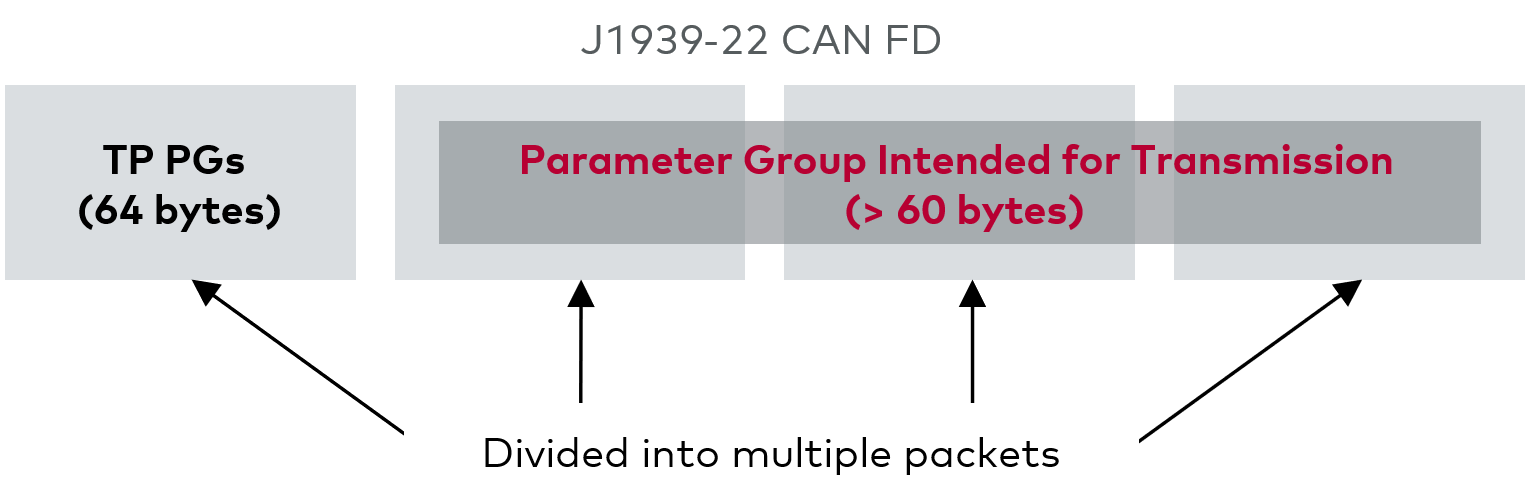 J1939-22 CAN FD
TP PGs
(64 bytes)
Parameter Group Intended for Transmission
(> 60 bytes)
Divided into multiple packets